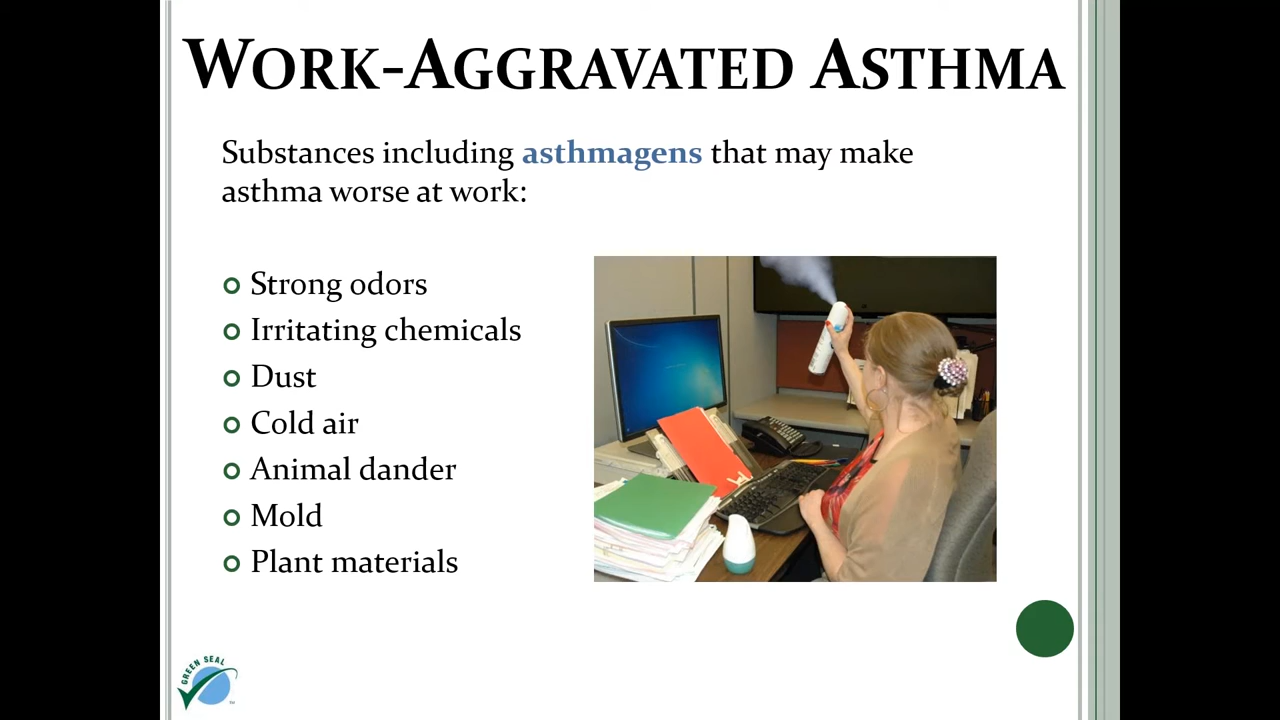 WORK-AGGRAVATED ASTHMA
Substances including asthmagens that may make
asthma worse at work:
Strong odors
Irritating chemicals
Dust
Cold air
Animal dander
Mold
Plant materials
GREEN SEAL